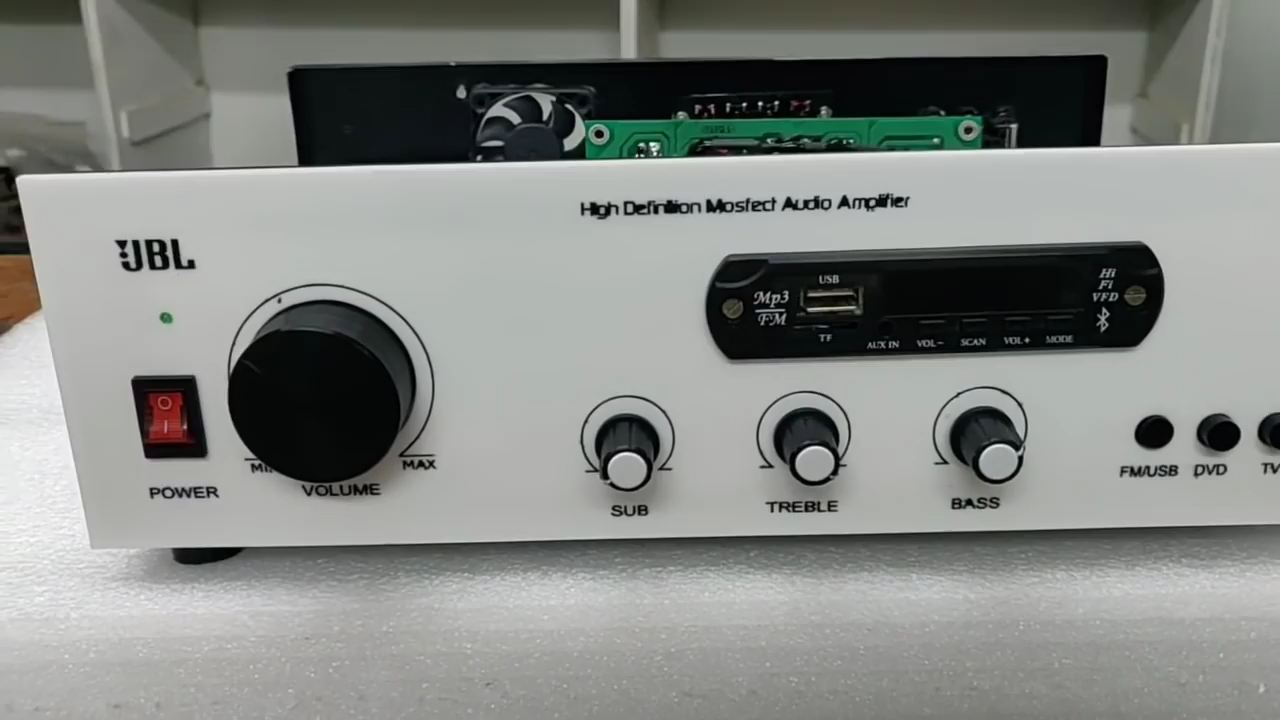 High Definition Mosfect Audio Amplifier
JBL
USB
Mp3
FM
TF
AUX IN
VOL−
SCAN
VOL+
MODE
Hi
Fi
VFD
O
I
MAX
POWER
VOLUME
SUB
TREBLE
BASS
FM/USB
DVD
TV